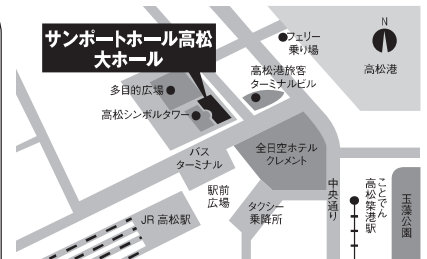 サンポートホール高松
大ホール
N
フェリー
乗り場
高松港
高松港旅客
ターミナルビル
多目的広場
高松シンボルタワー
バス
ターミナル
全日空ホテル
クレメント
駅前
広場
タクシー
乗降所
JR 高松駅
中央通り
ことでん
高松築港駅
玉藻公園